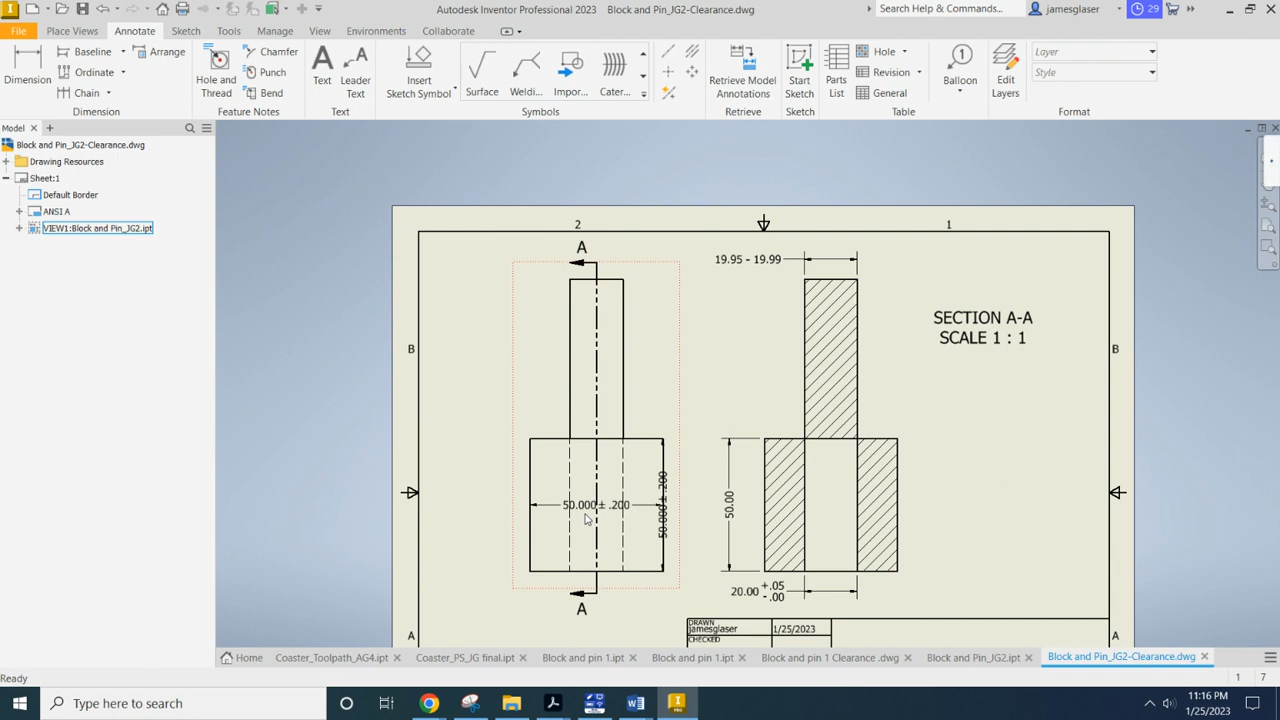 Autodesk Inventor Professional 2023 Block and Pin_JG2-Clearance.dwg
Search Help & Commands...
jamesglaser
29
File Place Views Annotate Sketch Tools Manage View Environments Collaborate
Dimension
Baseline
Ordinate
Chain
Arrange
Dimension
Hole and Thread
Chamfer
Punch
Bend
Feature Notes
Text
Leader Text
Text
Insert Sketch Symbol
Surface
Weldi...
Impor...
Cater...
Symbols
Retrieve Model Annotations
Retrieve
Start Sketch
Sketch
Parts List
Hole
Revision
General
Table
Balloon
Edit Layers
Layer
Style
Format
Model
Block and Pin_JG2-Clearance.dwg
Drawing Resources
Sheet:1
Default Border
ANSI A
VIEW1:Block and Pin_JG2.ipt
2
1
A
19.95 - 19.99
SECTION A-A
SCALE 1 : 1
B
B
50.000 ± .200
50.000 ± .200
50.00
20.00 +.05 -.00
A
DRAWN
jamesglaser
1/25/2023
CHECKED
A
A
Home
Coaster_Toolpath_AG4.ipt
Coaster_PS_JG final.ipt
Block and pin 1.ipt
Block and pin 1.ipt
Block and pin 1 Clearance .dwg
Block and Pin_JG2.ipt
Block and Pin_JG2-Clearance.dwg
Ready
1 7
Type here to search
11:16 PM
1/25/2023